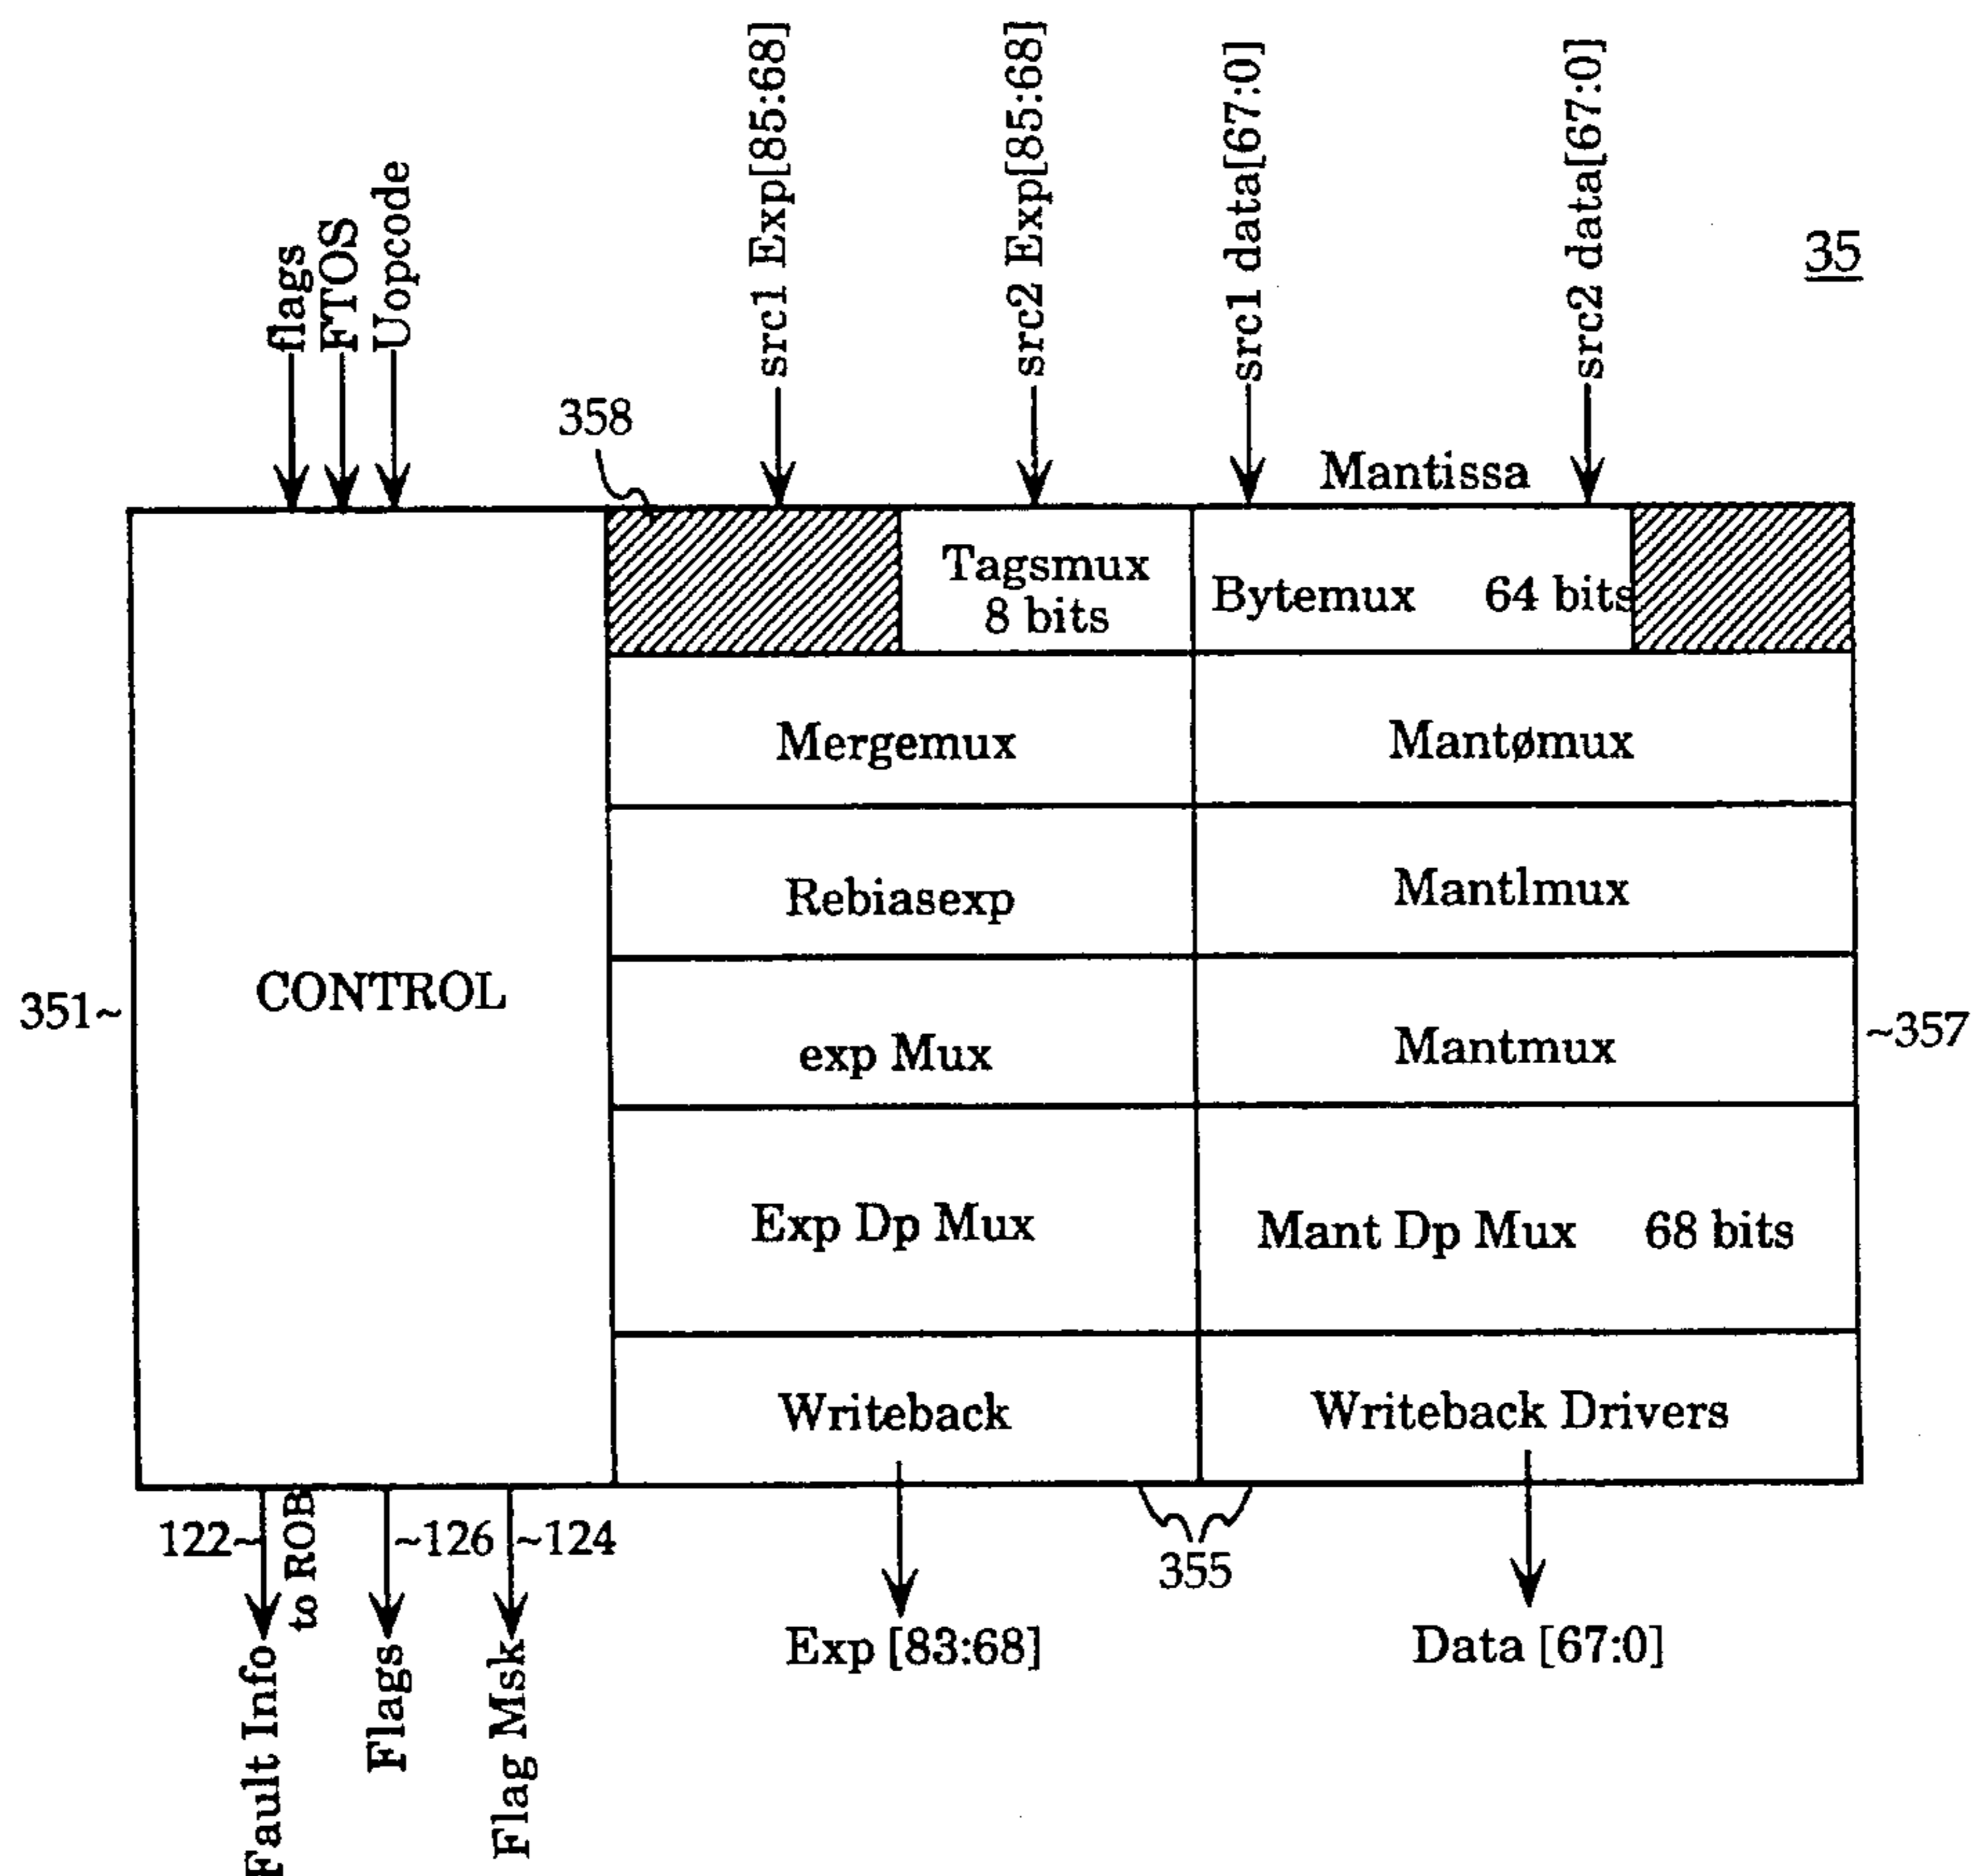 flags
FTOS
Uopcode
src1 Exp[85:68]
src2 Exp[85:68]
src1 data[67:0]
src2 data[67:0]
35
358
Mantissa
Tagsmux
8 bits
Bytemux 64 bits
Mergemux
Mantømux
Rebiasexp
Mantlmux
CONTROL
351~
exp Mux
Mantmux
~357
Exp Dp Mux
Mant Dp Mux 68 bits
Writeback
Writeback Drivers
122~
to ROB
~126
~124
355
Fault Info
Flags
Flag Msk
Exp [83:68]
Data [67:0]